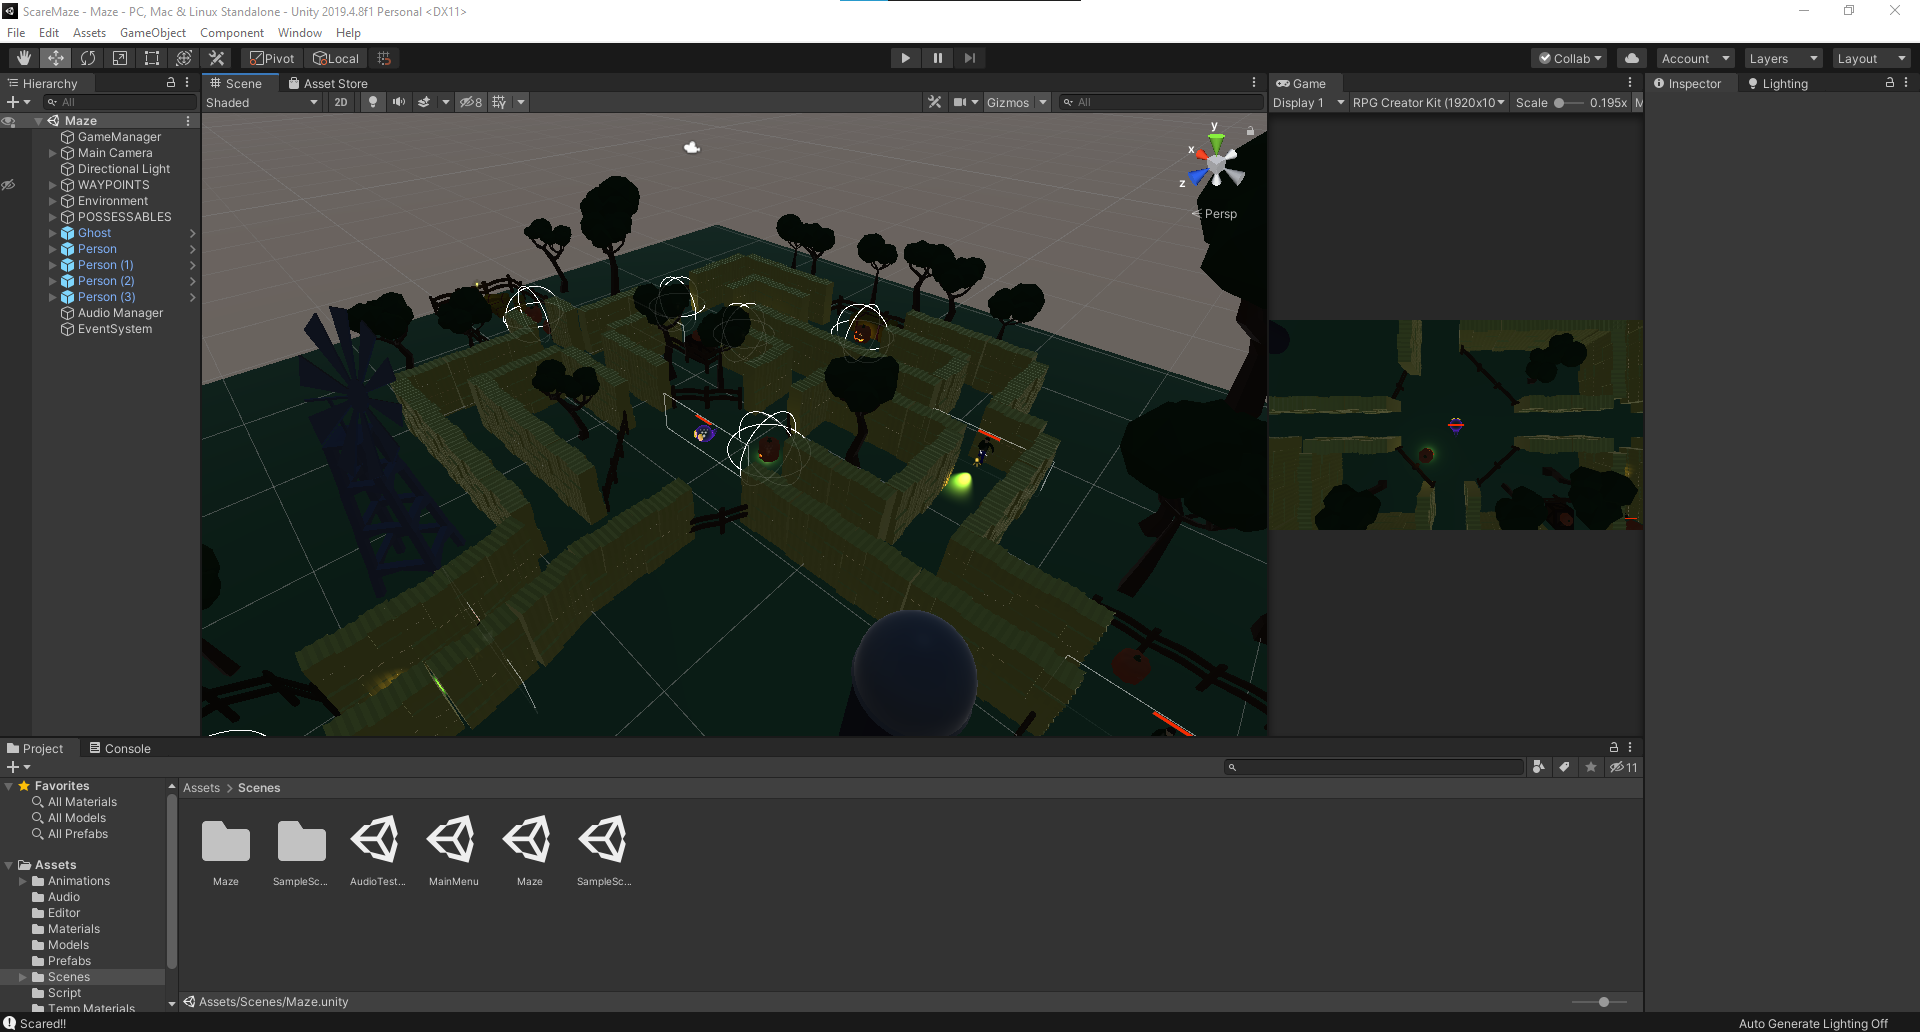 ScareMaze - Maze - PC, Mac & Linux Standalone - Unity 2019.4.8f1 Personal <DX11>
File Edit Assets GameObject Component Window Help
Pivot Local Collab Account Layers Layout
Hierarchy
All
Maze
GameManager
Main Camera
Directional Light
WAYPOINTS
Environment
POSSESSABLES
Ghost
Person
Person (1)
Person (2)
Person (3)
Audio Manager
EventSystem
Scene Asset Store
Shaded 2D 8 Gizmos All
y
x
z
Persp
Game
Display 1 RPG Creator Kit (1920x10 Scale 0.195x M
Inspector Lighting
Project Console
11
Favorites
All Materials
All Models
All Prefabs
Assets
Animations
Audio
Editor
Materials
Models
Prefabs
Scenes
Script
Temp Materials
Assets > Scenes
Maze SampleSc... AudioTest... MainMenu Maze SampleSc...
Assets/Scenes/Maze.unity
Scared!! Auto Generate Lighting Off